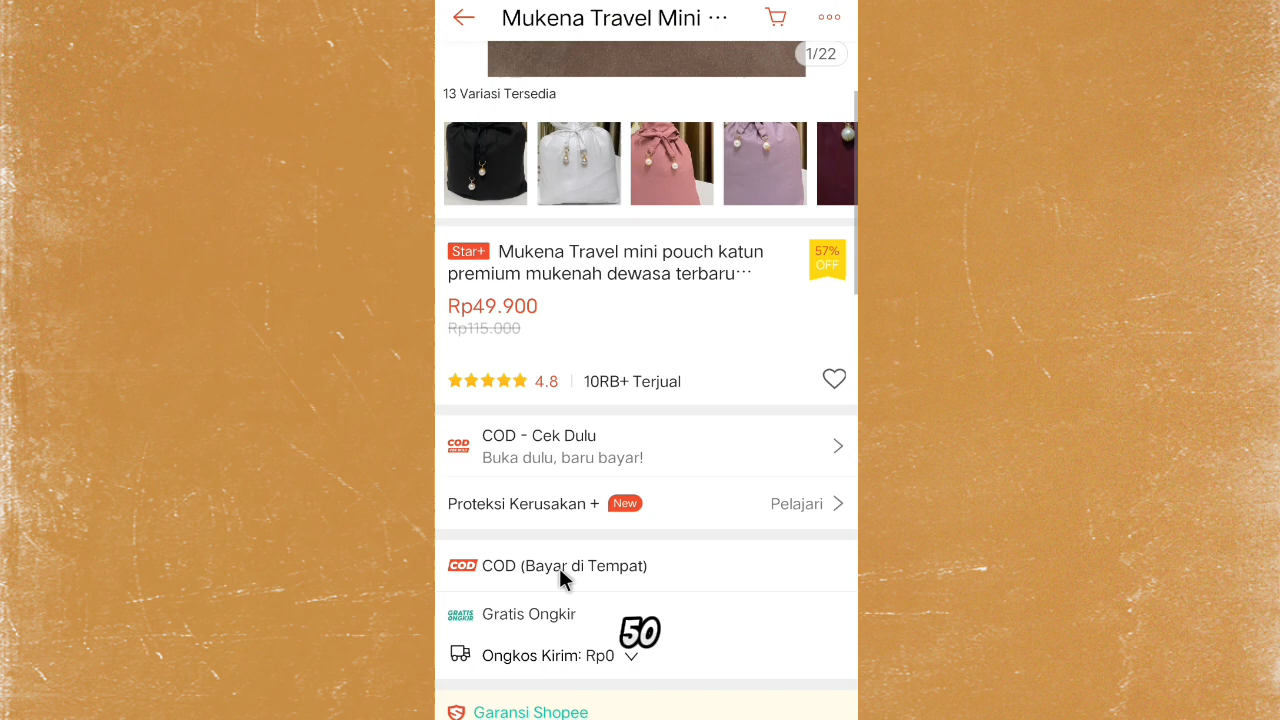 Mukena Travel Mini ...
1/22
13 Variasi Tersedia
Star+ Mukena Travel mini pouch katun
premium mukenah dewasa terbaru...
57%
OFF
Rp49.900
Rp115.000
4.8 | 10RB+ Terjual
COD COD - Cek Dulu
Buka dulu, baru bayar!
Proteksi Kerusakan + New Pelajari
COD COD (Bayar di Tempat)
GRATIS ONGKIR Gratis Ongkir
50
Ongkos Kirim: Rp0
Garansi Shopee